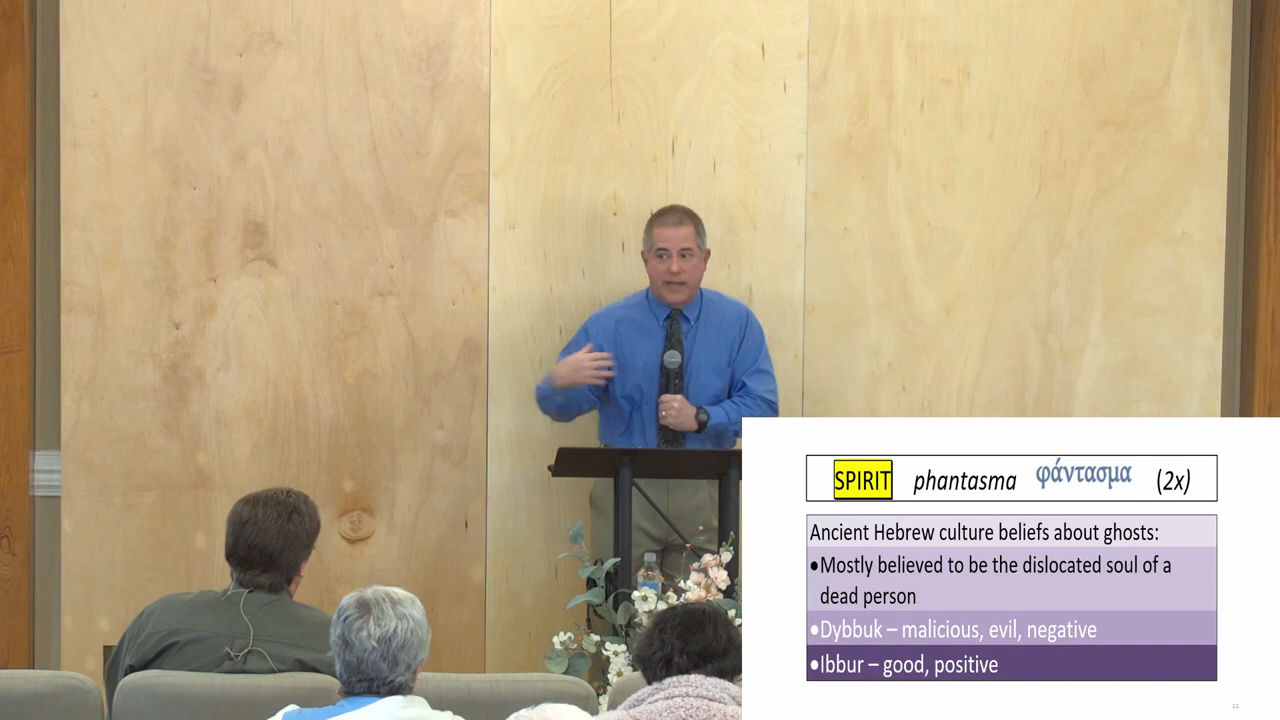 SPIRIT phantasma φάντασμα (2x)
Ancient Hebrew culture beliefs about ghosts:
•Mostly believed to be the dislocated soul of a
dead person
•Dybbuk – malicious, evil, negative
•Ibbur – good, positive
11